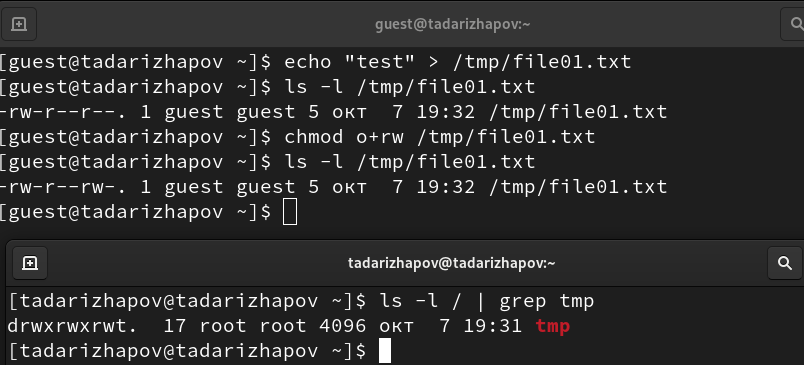 guest@tadarizhapov:~
[guest@tadarizhapov ~]$ echo "test" > /tmp/file01.txt
[guest@tadarizhapov ~]$ ls -l /tmp/file01.txt
-rw-r--r--. 1 guest guest 5 окт  7 19:32 /tmp/file01.txt
[guest@tadarizhapov ~]$ chmod o+rw /tmp/file01.txt
[guest@tadarizhapov ~]$ ls -l /tmp/file01.txt
-rw-r--rw-. 1 guest guest 5 окт  7 19:32 /tmp/file01.txt
[guest@tadarizhapov ~]$
tadarizhapov@tadarizhapov:~
[tadarizhapov@tadarizhapov ~]$ ls -l / | grep tmp
drwxrwxrwt.  17 root root 4096 окт  7 19:31 tmp
[tadarizhapov@tadarizhapov ~]$